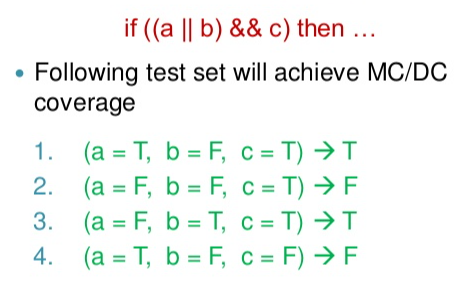 if ((a || b) && c) then …
• Following test set will achieve MC/DC
coverage
1. (a = T, b = F, c = T) → T
2. (a = F, b = F, c = T) → F
3. (a = F, b = T, c = T) → T
4. (a = T, b = F, c = F) → F